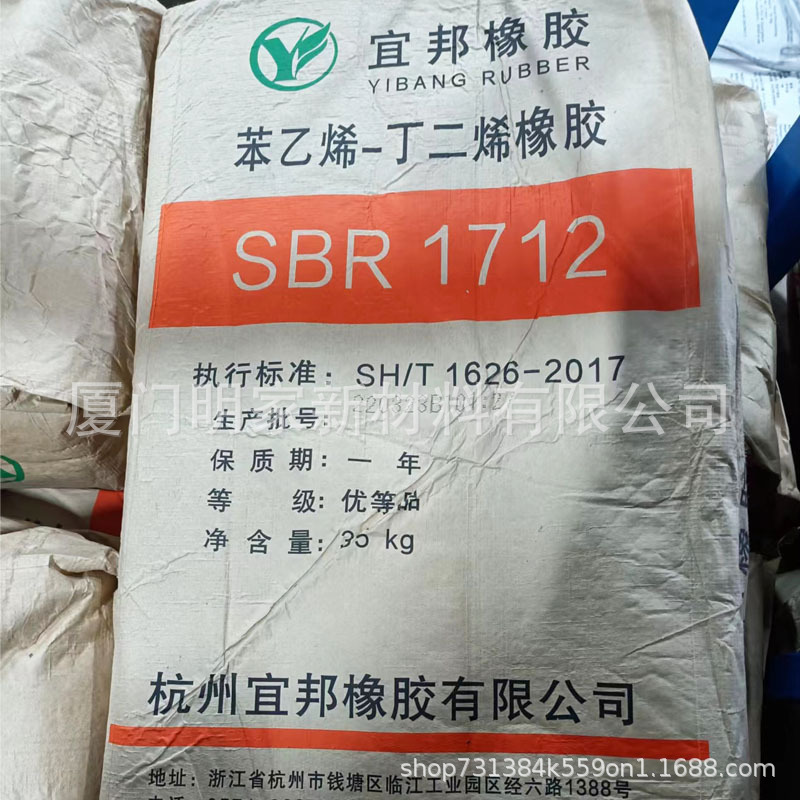 宜邦橡胶
YIBANG RUBBER
苯乙烯-丁二烯橡胶
SBR 1712
执行标准：SH/T 1626-2017
生产批号：
保质期：一年
等级：优等品
净含量：35 kg
厦门明家新材料有限公司
杭州宜邦橡胶有限公司
地址：浙江省杭州市钱塘区临江工业园区经六路1388号
shop731384k559on1.1688.com